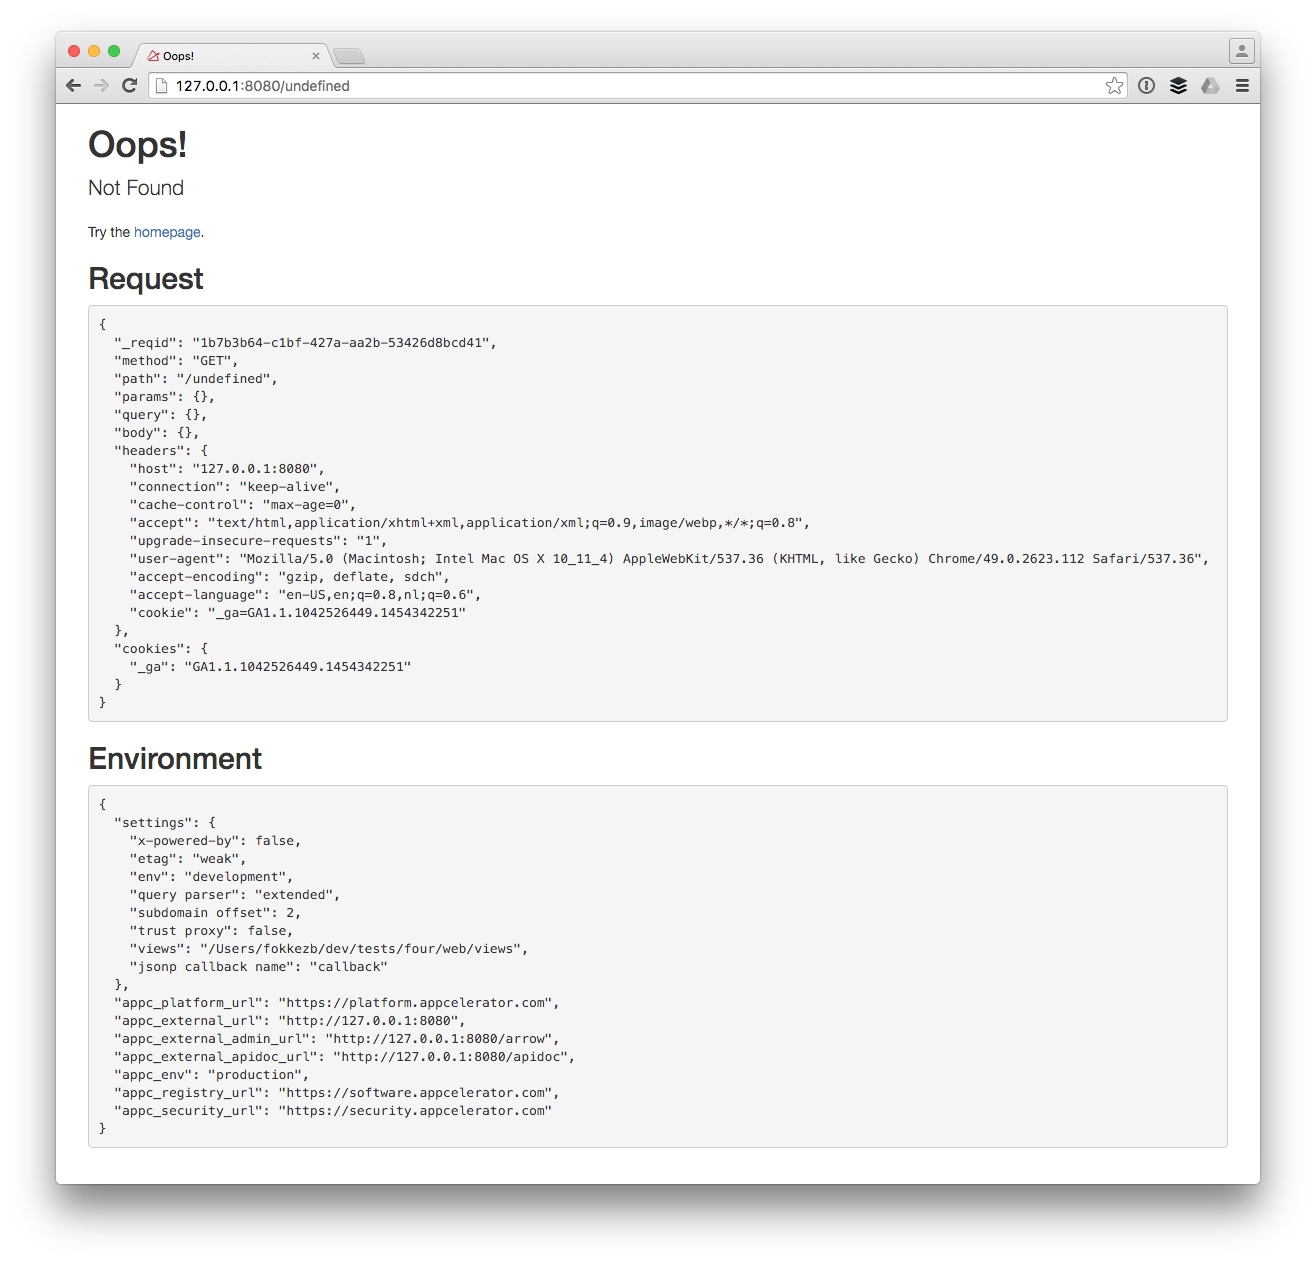 Oops!
127.0.0.1:8080/undefined
Oops!
Not Found
Try the homepage.
Request
{
  "_reqid": "1b7b3b64-c1bf-427a-aa2b-53426d8bcd41",
  "method": "GET",
  "path": "/undefined",
  "params": {},
  "query": {},
  "body": {},
  "headers": {
    "host": "127.0.0.1:8080",
    "connection": "keep-alive",
    "cache-control": "max-age=0",
    "accept": "text/html,application/xhtml+xml,application/xml;q=0.9,image/webp,*/*;q=0.8",
    "upgrade-insecure-requests": "1",
    "user-agent": "Mozilla/5.0 (Macintosh; Intel Mac OS X 10_11_4) AppleWebKit/537.36 (KHTML, like Gecko) Chrome/49.0.2623.112 Safari/537.36",
    "accept-encoding": "gzip, deflate, sdch",
    "accept-language": "en-US,en;q=0.8,nl;q=0.6",
    "cookie": "_ga=GA1.1.1042526449.1454342251"
  },
  "cookies": {
    "_ga": "GA1.1.1042526449.1454342251"
  }
}
Environment
{
  "settings": {
    "x-powered-by": false,
    "etag": "weak",
    "env": "development",
    "query parser": "extended",
    "subdomain offset": 2,
    "trust proxy": false,
    "views": "/Users/fokkezb/dev/tests/four/web/views",
    "jsonp callback name": "callback"
  },
  "appc_platform_url": "https://platform.appcelerator.com",
  "appc_external_url": "http://127.0.0.1:8080",
  "appc_external_admin_url": "http://127.0.0.1:8080/arrow",
  "appc_external_apidoc_url": "http://127.0.0.1:8080/apidoc",
  "appc_env": "production",
  "appc_registry_url": "https://software.appcelerator.com",
  "appc_security_url": "https://security.appcelerator.com"
}